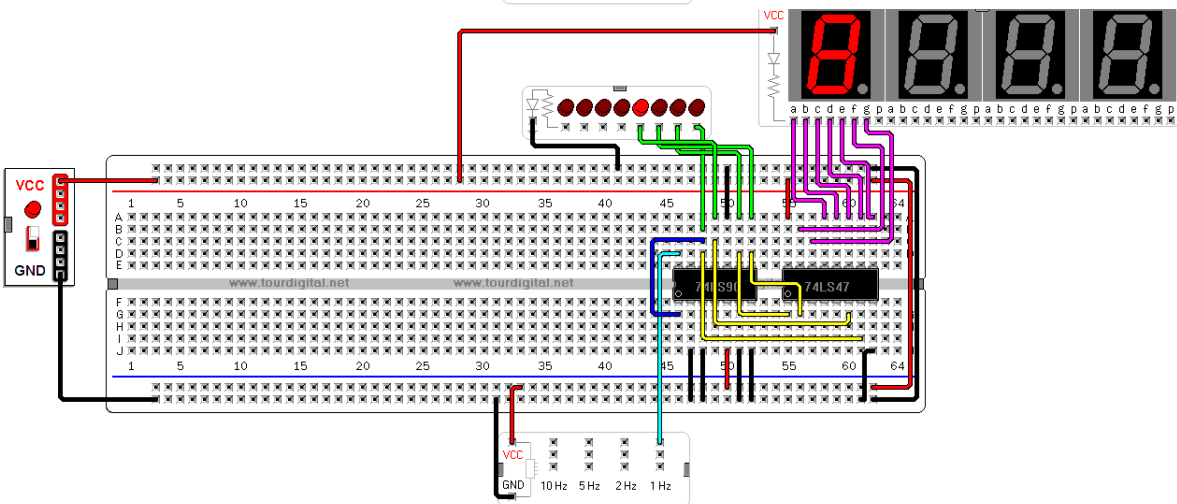 VCC
a b c d e f g p a b c d e f g p a b c d e f g p a b c d e f g p
VCC
GND
1 5 10 15 20 25 30 35 40 45 50 55 60 64
A
B
C
D
E
www.tourdigital.net www.tourdigital.net
74LS90 74LS47
F
G
H
I
J
1 5 10 15 20 25 30 35 40 45 50 55 60 64
VCC
GND 10 Hz 5 Hz 2 Hz 1 Hz